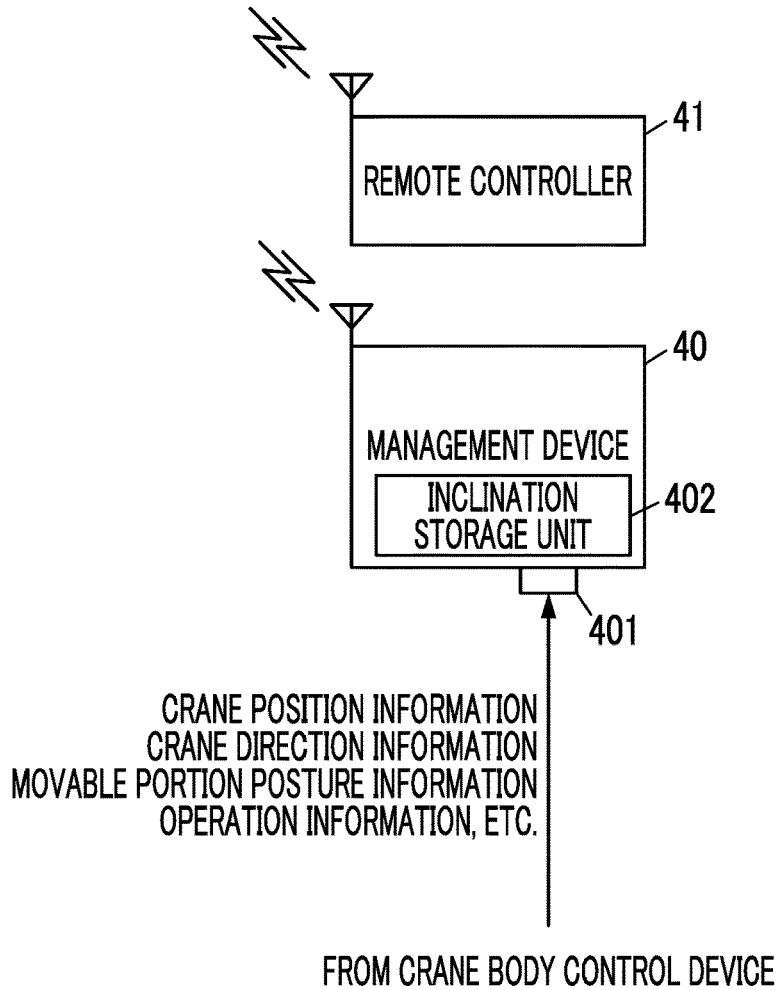 41
REMOTE CONTROLLER
40
MANAGEMENT DEVICE
INCLINATION
STORAGE UNIT
402
401
CRANE POSITION INFORMATION
CRANE DIRECTION INFORMATION
MOVABLE PORTION POSTURE INFORMATION
OPERATION INFORMATION, ETC.
FROM CRANE BODY CONTROL DEVICE